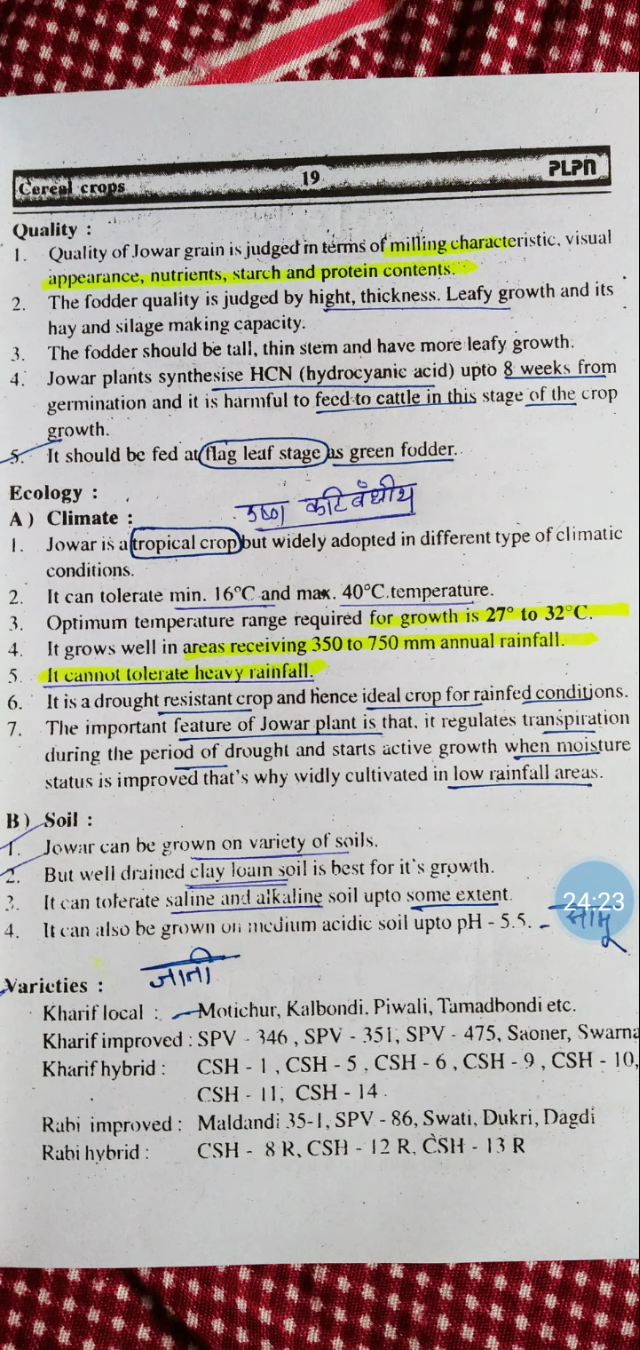 Cereal crops 19 PLPN
Quality :
1. Quality of Jowar grain is judged in terms of milling characteristic, visual
appearance, nutrients, starch and protein contents.
2. The fodder quality is judged by hight, thickness. Leafy growth and its
hay and silage making capacity.
3. The fodder should be tall, thin stem and have more leafy growth.
4. Jowar plants synthesise HCN (hydrocyanic acid) upto 8 weeks from
germination and it is harmful to feed to cattle in this stage of the crop
growth.
5. It should be fed at flag leaf stage as green fodder.
Ecology :
उष्ण कटिबंधीय
A) Climate :
1. Jowar is a tropical crop but widely adopted in different type of climatic
conditions.
2. It can tolerate min. 16°C and max. 40°C.temperature.
3. Optimum temperature range required for growth is 27° to 32°C.
4. It grows well in areas receiving 350 to 750 mm annual rainfall.
5. It cannot tolerate heavy rainfall.
6. It is a drought resistant crop and hence ideal crop for rainfed conditions.
7. The important feature of Jowar plant is that, it regulates transpiration
during the period of drought and starts active growth when moisture
status is improved that's why widly cultivated in low rainfall areas.
B) Soil :
1. Jowar can be grown on variety of soils.
2. But well drained clay loam soil is best for it's growth.
3. It can tolerate saline and alkaline soil upto some extent.
24:23
4. It can also be grown on medium acidic soil upto pH - 5.5. -
जाती
Varieties :
Kharif local : Motichur, Kalbondi. Piwali, Tamadbondi etc.
Kharif improved : SPV - 346 , SPV - 351, SPV - 475, Saoner, Swarna
Kharif hybrid : CSH - 1 , CSH - 5 , CSH - 6 , CSH - 9 , CSH - 10,
CSH - 11, CSH - 14
Rabi improved : Maldandi 35-1, SPV - 86, Swati, Dukri, Dagdi
Rabi hybrid : CSH - 8 R, CSH - 12 R, CSH - 13 R